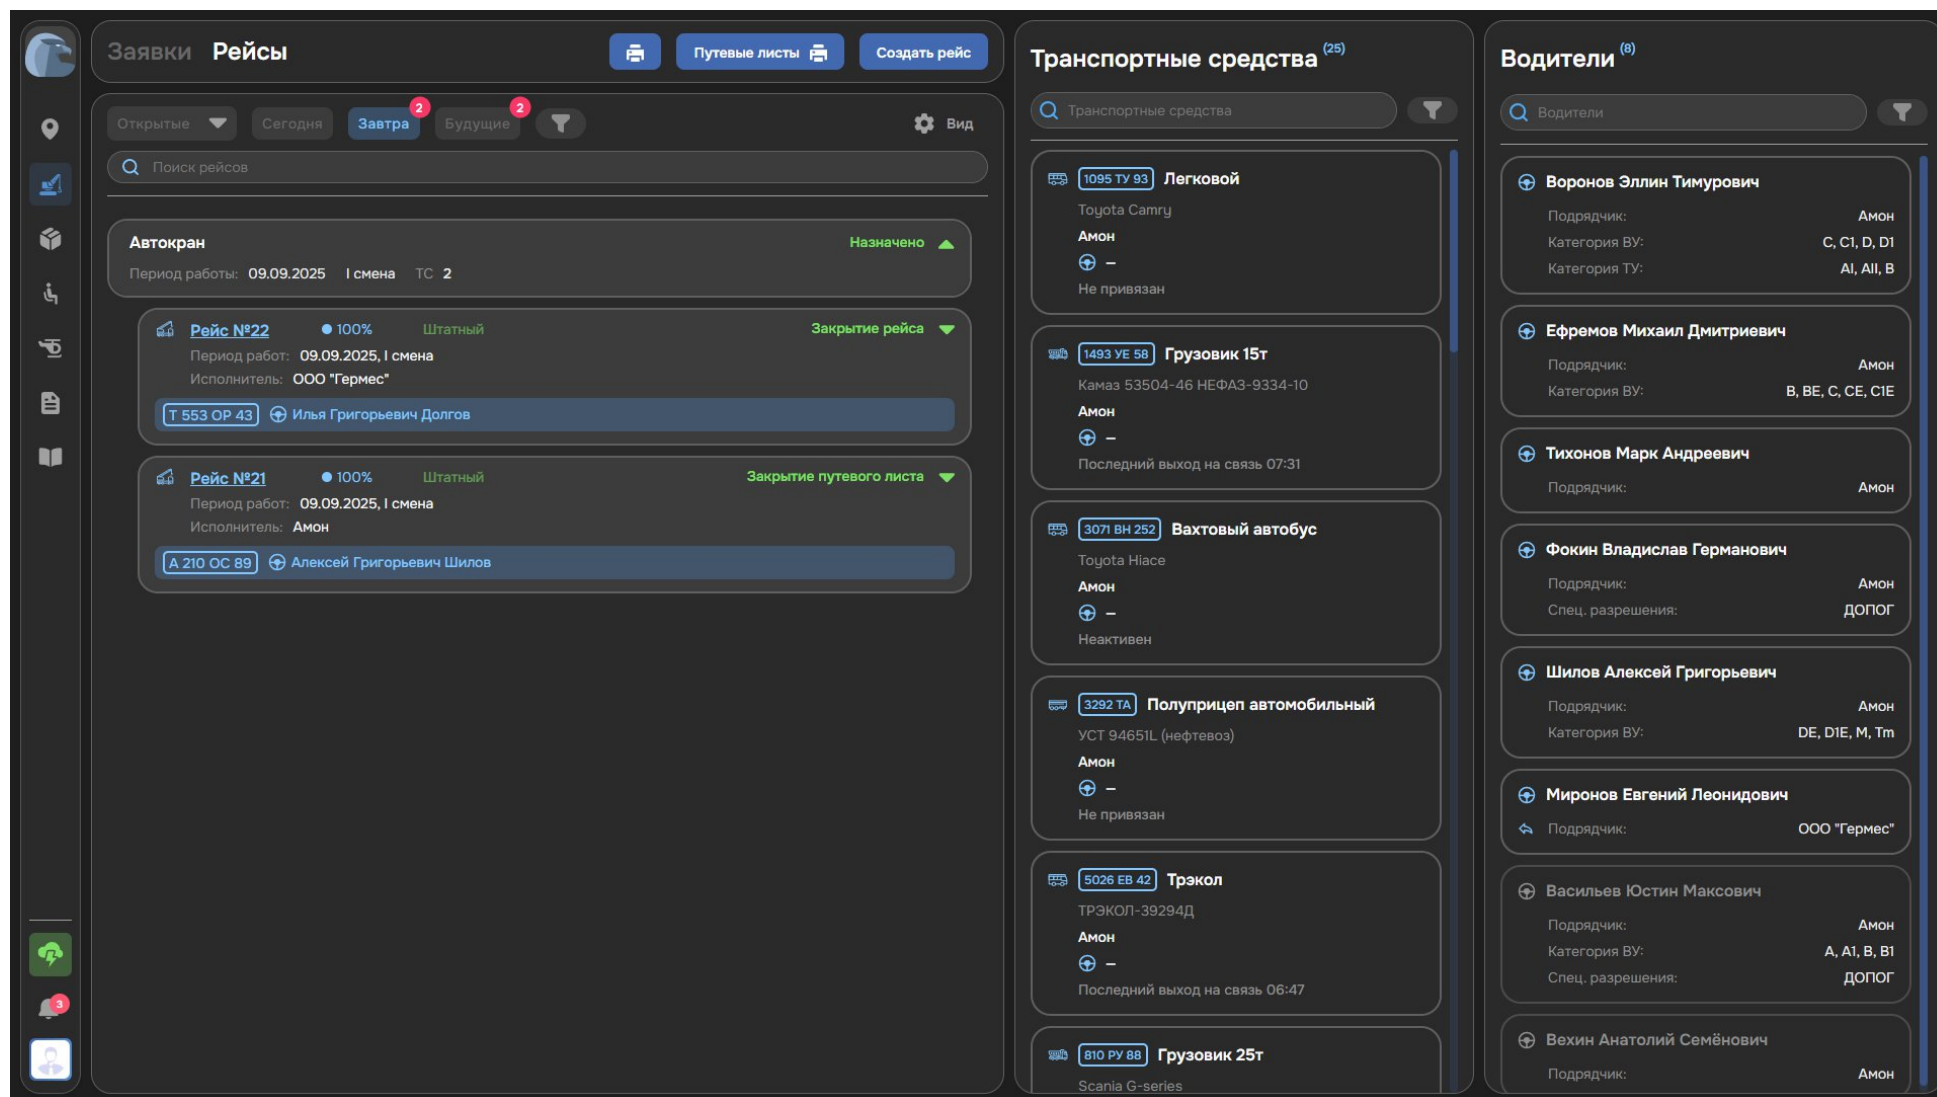 Заявки Рейсы
Путевые листы
Создать рейс
Открытые
Сегодня
Завтра 2
Будущие 2
Вид
Поиск рейсов
Автокран Назначено
Период работы: 09.09.2025 I смена ТС 2
Рейс №22 100% Штатный Закрытие рейса
Период работ: 09.09.2025, I смена
Исполнитель: ООО "Гермес"
Т 553 ОР 43 Илья Григорьевич Долгов
Рейс №21 100% Штатный Закрытие путевого листа
Период работ: 09.09.2025, I смена
Исполнитель: Амон
А 210 ОС 89 Алексей Григорьевич Шилов
3
Транспортные средства (25)
Транспортные средства
1095 ТУ 93 Легковой
Toyota Camry
Амон
–
Не привязан
1493 УЕ 58 Грузовик 15т
Камаз 53504-46 НЕФАЗ-9334-10
Амон
–
Последний выход на связь 07:31
3071 ВН 252 Вахтовый автобус
Toyota Hiace
Амон
–
Неактивен
3292 ТА Полуприцеп автомобильный
УСТ 94651L (нефтевоз)
Амон
–
Не привязан
5026 ЕВ 42 Трэкол
ТРЭКОЛ-39294Д
Амон
–
Последний выход на связь 06:47
810 РУ 88 Грузовик 25т
Scania G-series
Водители (8)
Водители
Воронов Эллин Тимурович
Подрядчик: Амон
Категория ВУ: C, C1, D, D1
Категория ТУ: AI, AII, B
Ефремов Михаил Дмитриевич
Подрядчик: Амон
Категория ВУ: B, BE, C, CE, C1E
Тихонов Марк Андреевич
Подрядчик: Амон
Фокин Владислав Германович
Подрядчик: Амон
Спец. разрешения: ДОПОГ
Шилов Алексей Григорьевич
Подрядчик: Амон
Категория ВУ: DE, D1E, M, Tm
Миронов Евгений Леонидович
Подрядчик: ООО "Гермес"
Васильев Юстин Максович
Подрядчик: Амон
Категория ВУ: A, A1, B, B1
Спец. разрешения: ДОПОГ
Вехин Анатолий Семёнович
Подрядчик: Амон